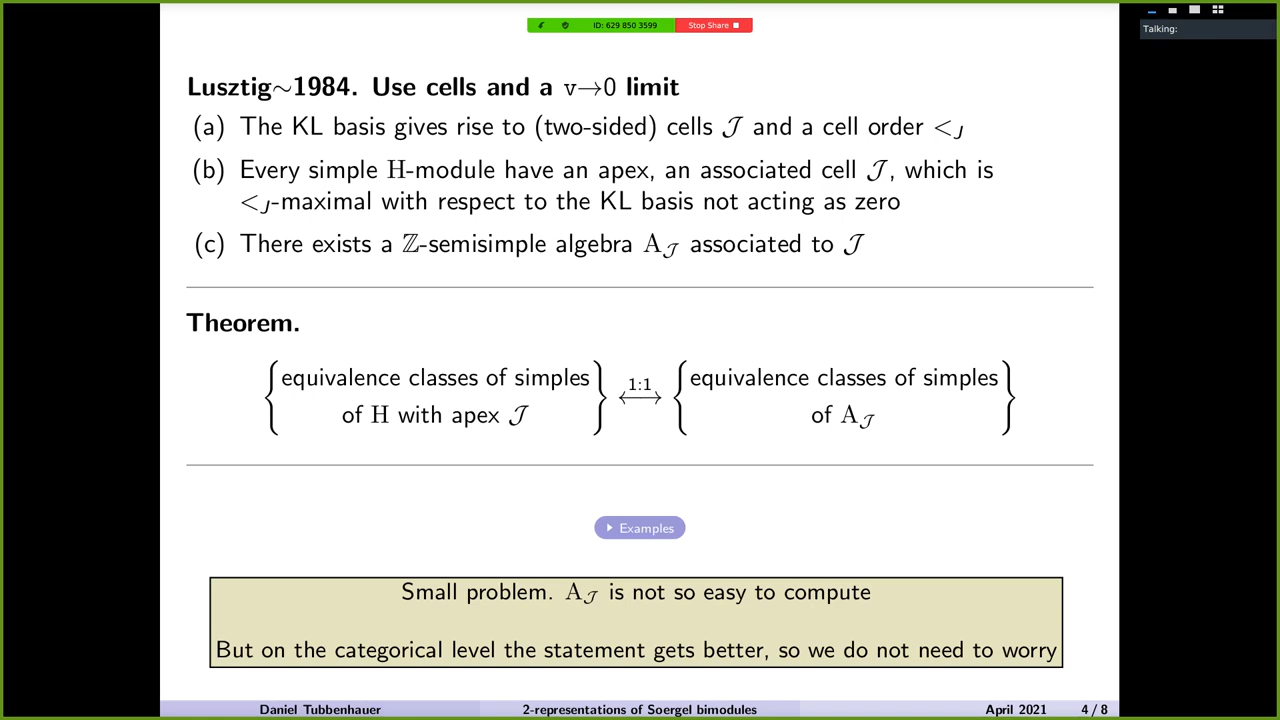 ID: 629 850 3599 Stop Share
Talking:
Lusztig∼1984. Use cells and a v→0 limit
(a) The KL basis gives rise to (two-sided) cells 𝒥 and a cell order <_J
(b) Every simple H-module have an apex, an associated cell 𝒥, which is
<_J-maximal with respect to the KL basis not acting as zero
(c) There exists a ℤ-semisimple algebra A_𝒥 associated to 𝒥
Theorem.
{equivalence classes of simples of H with apex 𝒥} ←1:1→ {equivalence classes of simples of A_𝒥}
Examples
Small problem. A_𝒥 is not so easy to compute
But on the categorical level the statement gets better, so we do not need to worry
Daniel Tubbenhauer 2-representations of Soergel bimodules April 2021 4 / 8